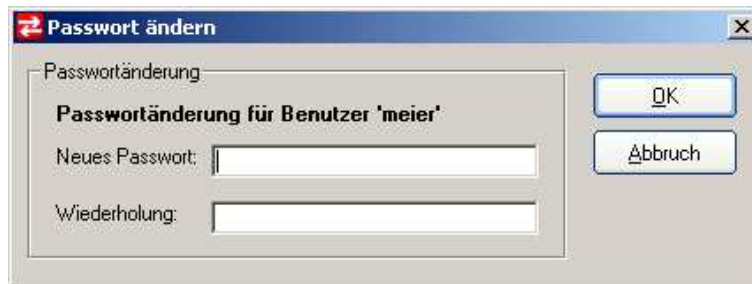 Passwort ändern
Passwortänderung
Passwortänderung für Benutzer 'meier'
Neues Passwort:
Wiederholung:
OK
Abbruch